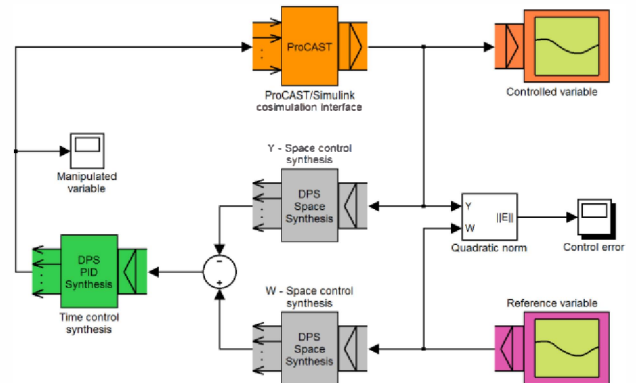 ProCAST
ProCAST/Simulink
cosimulation interface
Controlled variable
Y - Space control
synthesis
Manipulated
variable
DPS
Space
Synthesis
Y
W
||E||
Quadratic norm
Control error
DPS
PID
Synthesis
Time control
synthesis
-
+
W - Space control
synthesis
Reference variable
DPS
Space
Synthesis